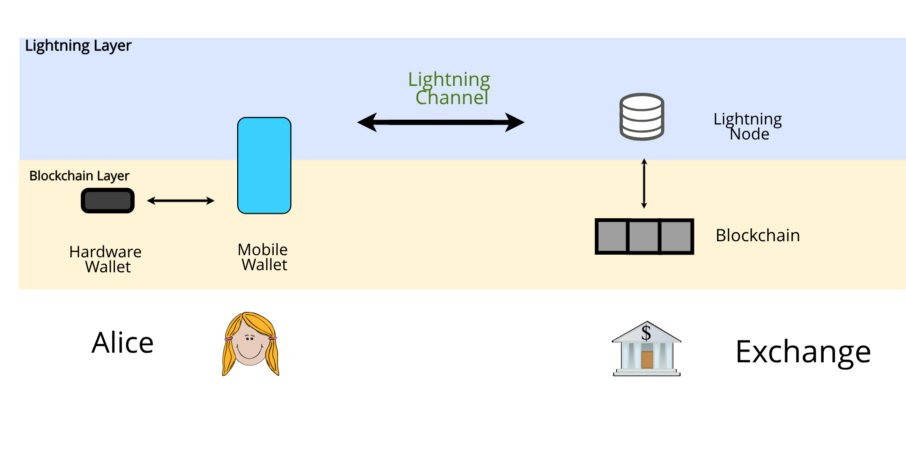 Lightning Layer
Lightning
Channel
Lightning
Node
Blockchain Layer
Hardware
Wallet
Mobile
Wallet
Blockchain
Alice
$
Exchange